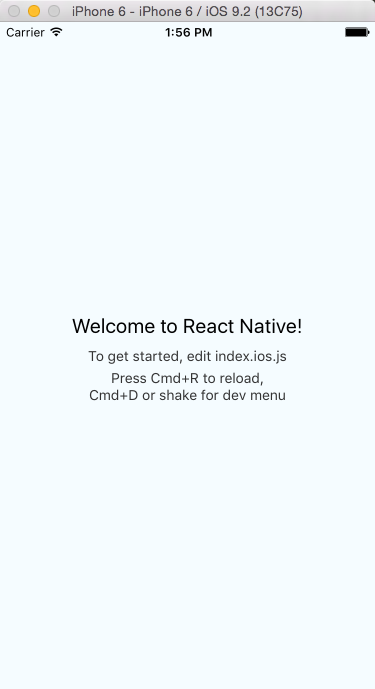 iPhone 6 - iPhone 6 / iOS 9.2 (13C75)
Carrier 1:56 PM
Welcome to React Native!
To get started, edit index.ios.js
Press Cmd+R to reload,
Cmd+D or shake for dev menu